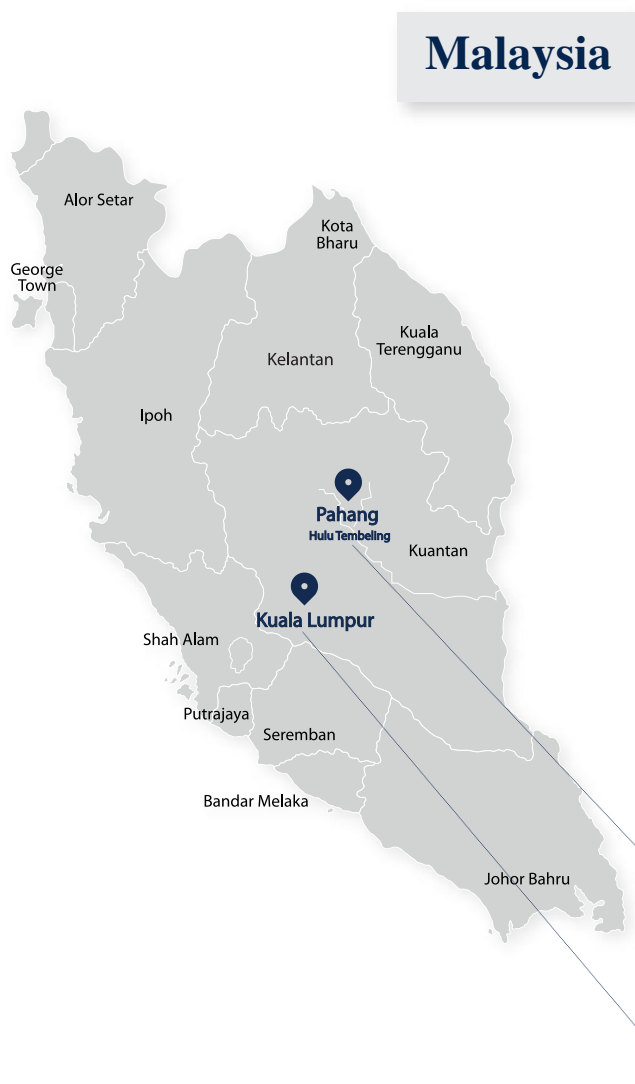 Malaysia
Alor Setar
Kota
Bharu
George
Town
Kuala
Terengganu
Kelantan
Ipoh
Pahang
Hulu Tembeling
Kuantan
Kuala Lumpur
Shah Alam
Putrajaya
Seremban
Bandar Melaka
Johor Bahru